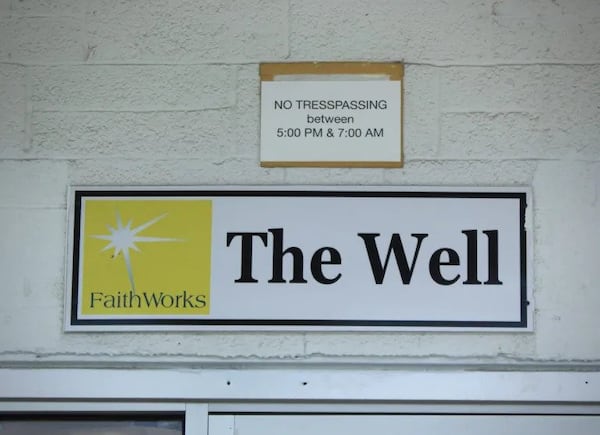 NO TRESSPASSING
between
5:00 PM & 7:00 AM
The Well
FaithWorks